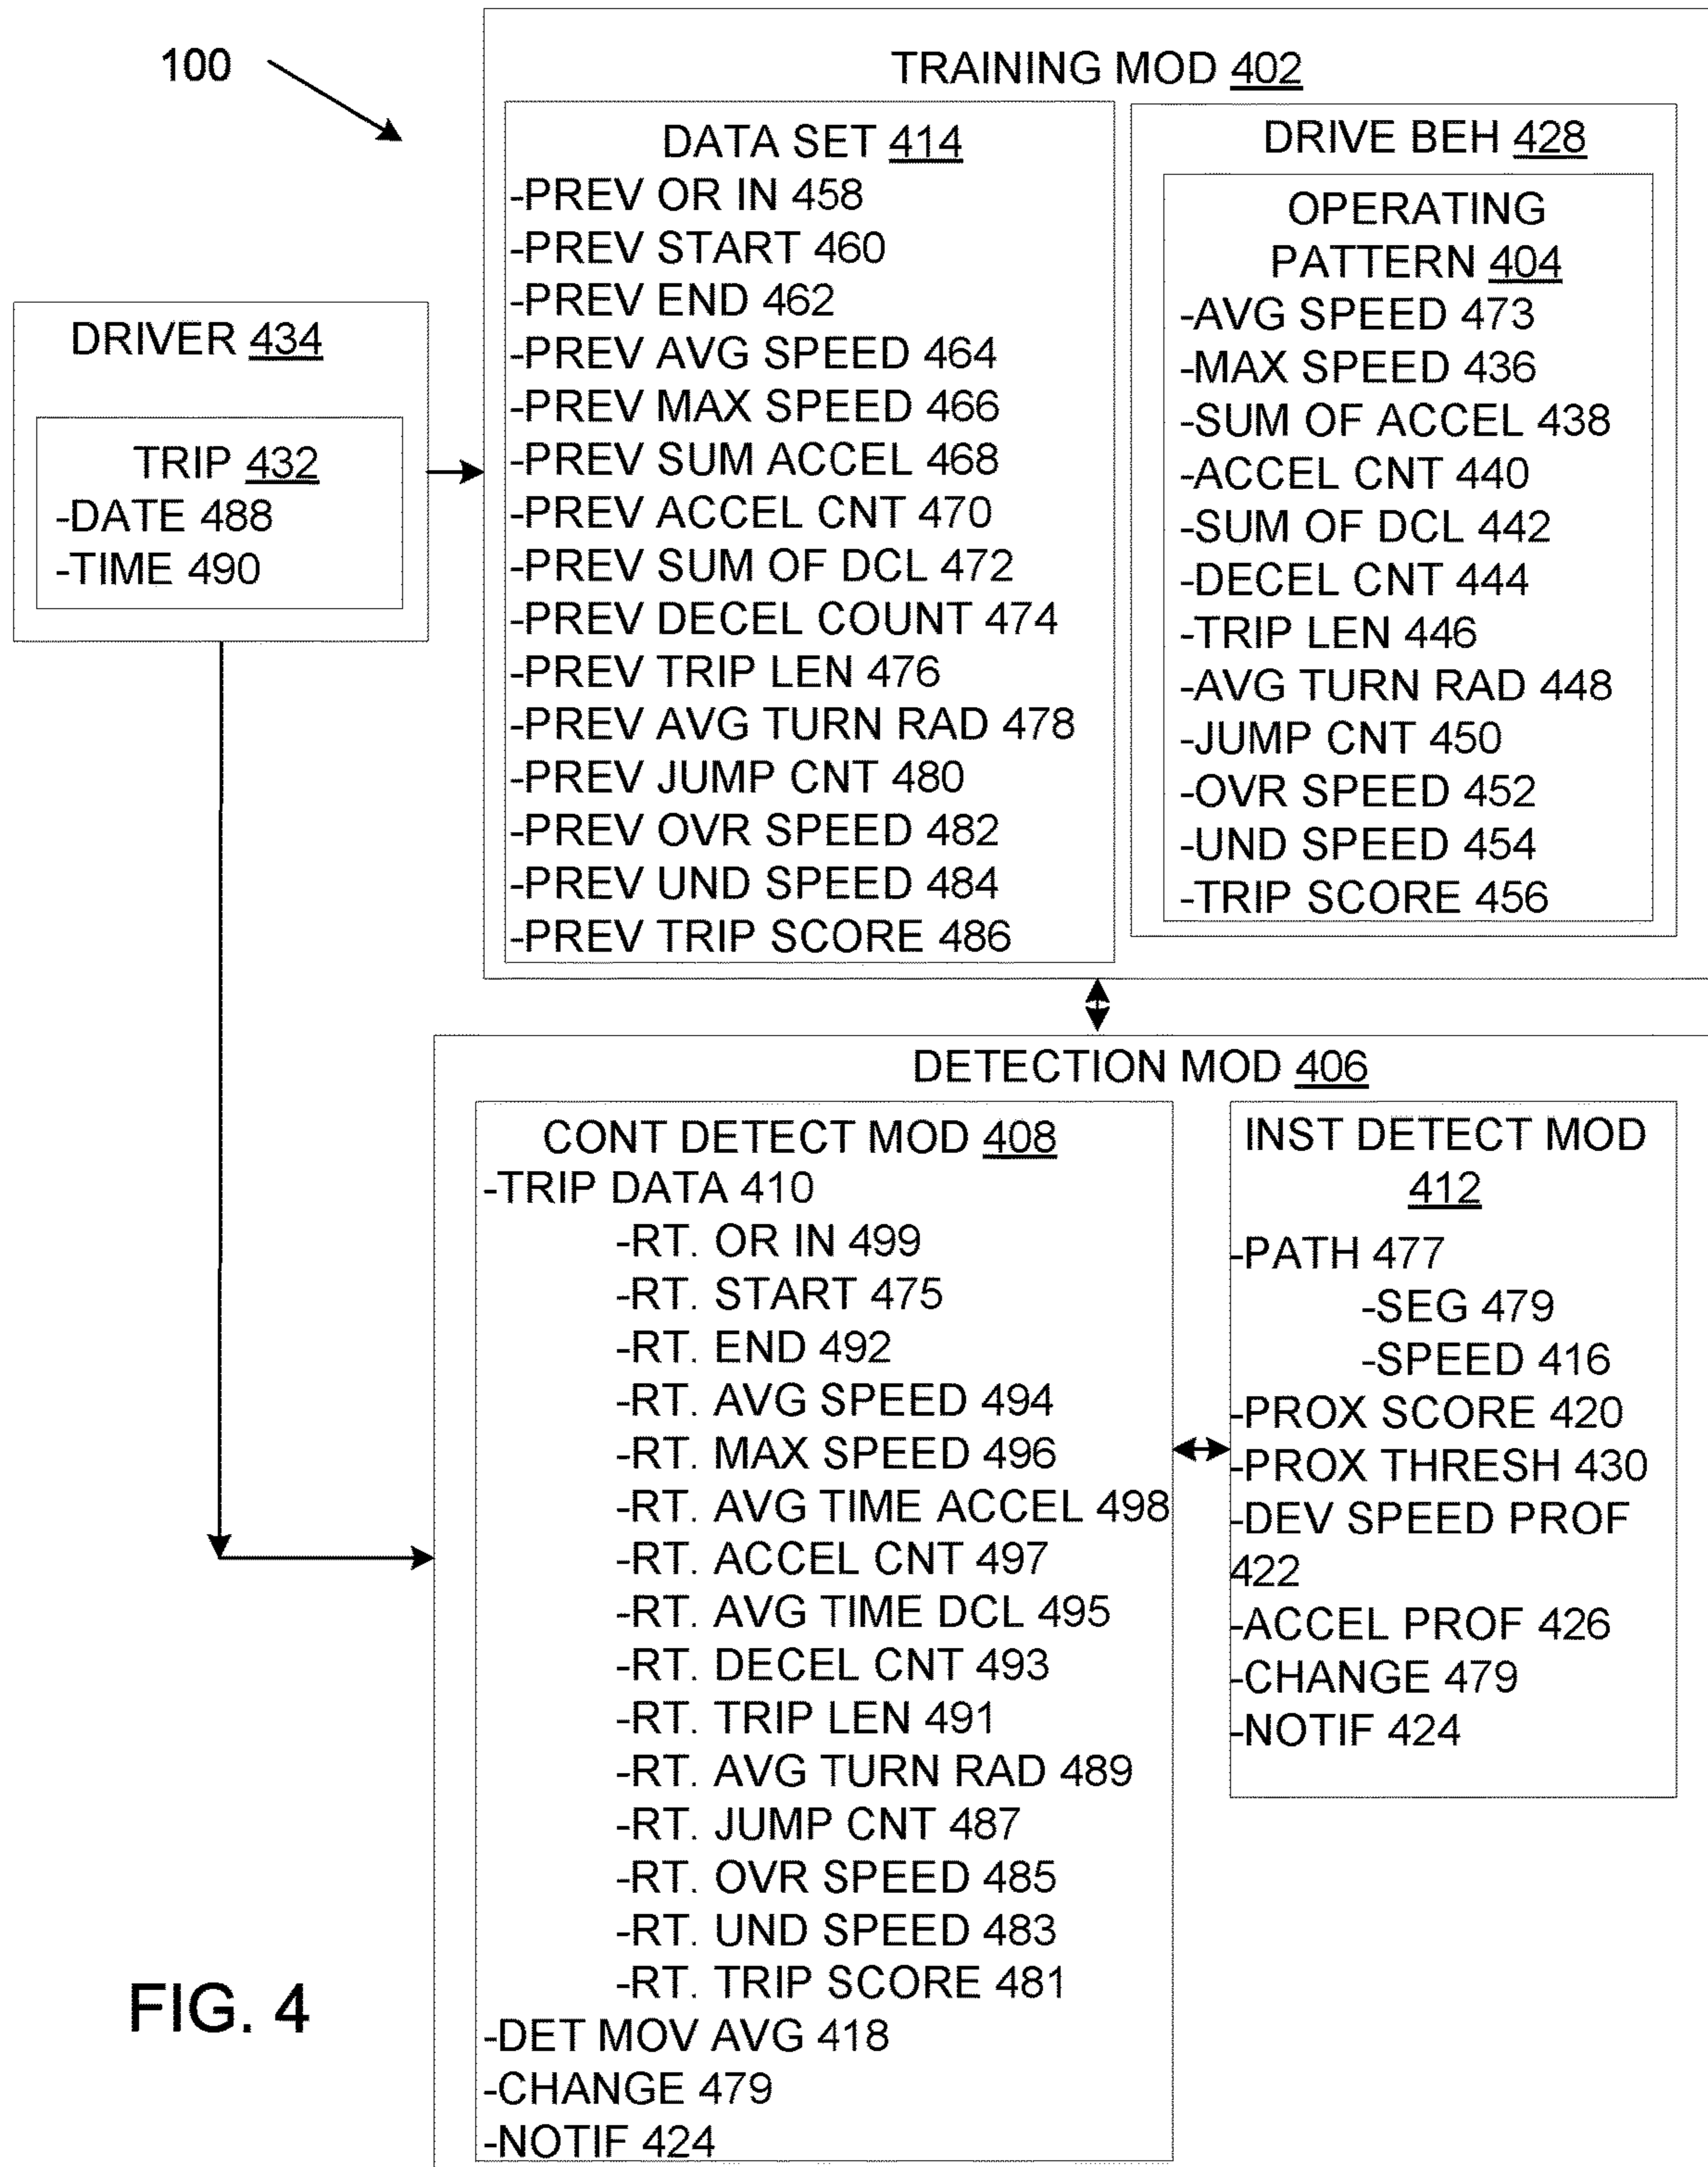 100
TRAINING MOD 402
DATA SET 414
-PREV OR IN 458
-PREV START 460
-PREV END 462
-PREV AVG SPEED 464
-PREV MAX SPEED 466
-PREV SUM ACCEL 468
-PREV ACCEL CNT 470
-PREV SUM OF DCL 472
-PREV DECEL COUNT 474
-PREV TRIP LEN 476
-PREV AVG TURN RAD 478
-PREV JUMP CNT 480
-PREV OVR SPEED 482
-PREV UND SPEED 484
-PREV TRIP SCORE 486
DRIVE BEH 428
OPERATING
PATTERN 404
-AVG SPEED 473
-MAX SPEED 436
-SUM OF ACCEL 438
-ACCEL CNT 440
-SUM OF DCL 442
-DECEL CNT 444
-TRIP LEN 446
-AVG TURN RAD 448
-JUMP CNT 450
-OVR SPEED 452
-UND SPEED 454
-TRIP SCORE 456
DRIVER 434
TRIP 432
-DATE 488
-TIME 490
DETECTION MOD 406
CONT DETECT MOD 408
-TRIP DATA 410
-RT. OR IN 499
-RT. START 475
-RT. END 492
-RT. AVG SPEED 494
-RT. MAX SPEED 496
-RT. AVG TIME ACCEL 498
-RT. ACCEL CNT 497
-RT. AVG TIME DCL 495
-RT. DECEL CNT 493
-RT. TRIP LEN 491
-RT. AVG TURN RAD 489
-RT. JUMP CNT 487
-RT. OVR SPEED 485
-RT. UND SPEED 483
-RT. TRIP SCORE 481
-DET MOV AVG 418
-CHANGE 479
-NOTIF 424
INST DETECT MOD
412
-PATH 477
-SEG 479
-SPEED 416
-PROX SCORE 420
-PROX THRESH 430
-DEV SPEED PROF
422
-ACCEL PROF 426
-CHANGE 479
-NOTIF 424
FIG. 4